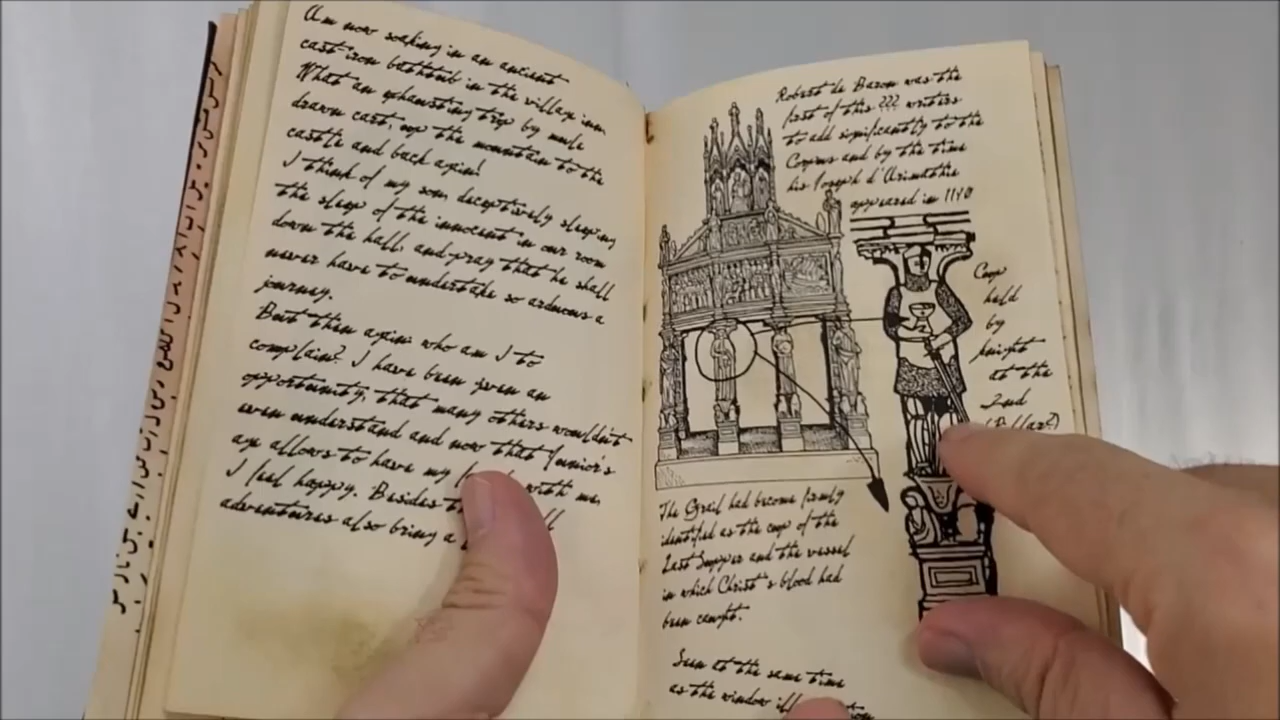 Am now soaking in an ancient
cast iron bathtub in the village inn.
What an exhausting trip by mule
drawn cart, up the mountain to the
castle and back again!
I think of my son, deceptively sleeping
the sleep of the innocent in our room
down the hall, and pray that he shall
never have to undertake so arduous a
journey.
But then again who am I to
complain? I have been given an
opportunity, that many others wouldn't
even understand and now that Junior's
age allows to have my with me,
I feel happy. Besides
adventures also bring a
Robert de Baron was the
first of this ??? writers
to add significantly to the
Corpus and by the time
his Joseph d'Arimathie
appeared in 1190
Cup
held
by
knight
at the
2nd
The Grail had become firmly
identified as the cup of the
Last Supper and the vessel
in which Christ's blood had
been caught.
Seen at the same time
as the window